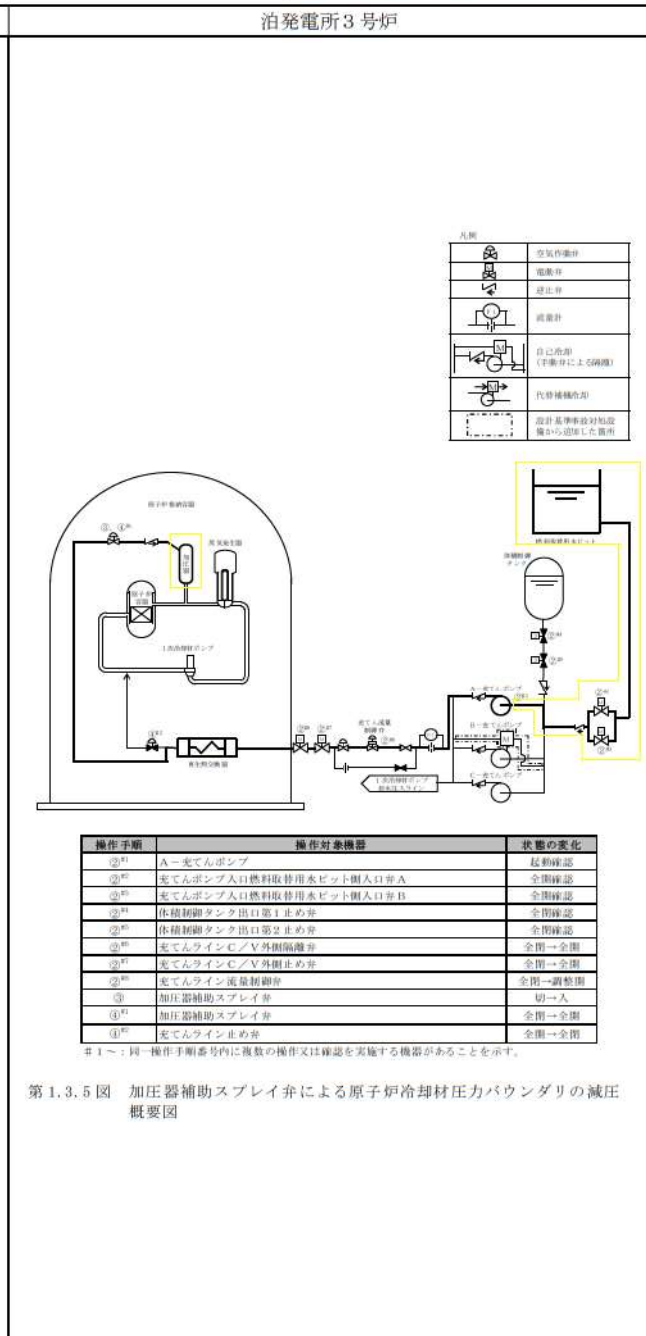 泊発電所3号炉
凡例
空気作動弁
電動弁
逆止弁
流量計
自己冷却
(手動弁による隔離)
代替補機冷却
設計基準事故対処設
備から追加した箇所
原子炉格納容器
③、④#1
加圧器
蒸気発生器
原子炉容器
1次冷却材ポンプ
燃料取替用水ピット
体積制御
タンク
②#4
②#5
A-充てんポンプ
②#1
②#2
②#3
B-充てんポンプ
C-充てんポンプ
④#2
再生熱交換器
②#6
②#7
充てん流量
制御弁
②#8
1次冷却材ポンプ
封水注入ライン
操作手順 操作対象機器 状態の変化
②#1 A-充てんポンプ 起動確認
②#2 充てんポンプ入口燃料取替用水ピット側入口弁A 全開確認
②#3 充てんポンプ入口燃料取替用水ピット側入口弁B 全開確認
②#4 体積制御タンク出口第1止め弁 全閉確認
②#5 体積制御タンク出口第2止め弁 全閉確認
②#6 充てんラインC/V外側隔離弁 全閉→全開
②#7 充てんラインC/V外側止め弁 全閉→全開
②#8 充てんライン流量制御弁 全閉→調整開
③ 加圧器補助スプレイ弁 切→入
④#1 加圧器補助スプレイ弁 全閉→全開
④#2 充てんライン止め弁 全開→全閉
#1~:同一操作手順番号内に複数の操作又は確認を実施する機器があることを示す。
第1.3.5図 加圧器補助スプレイ弁による原子炉冷却材圧力バウンダリの減圧
概要図